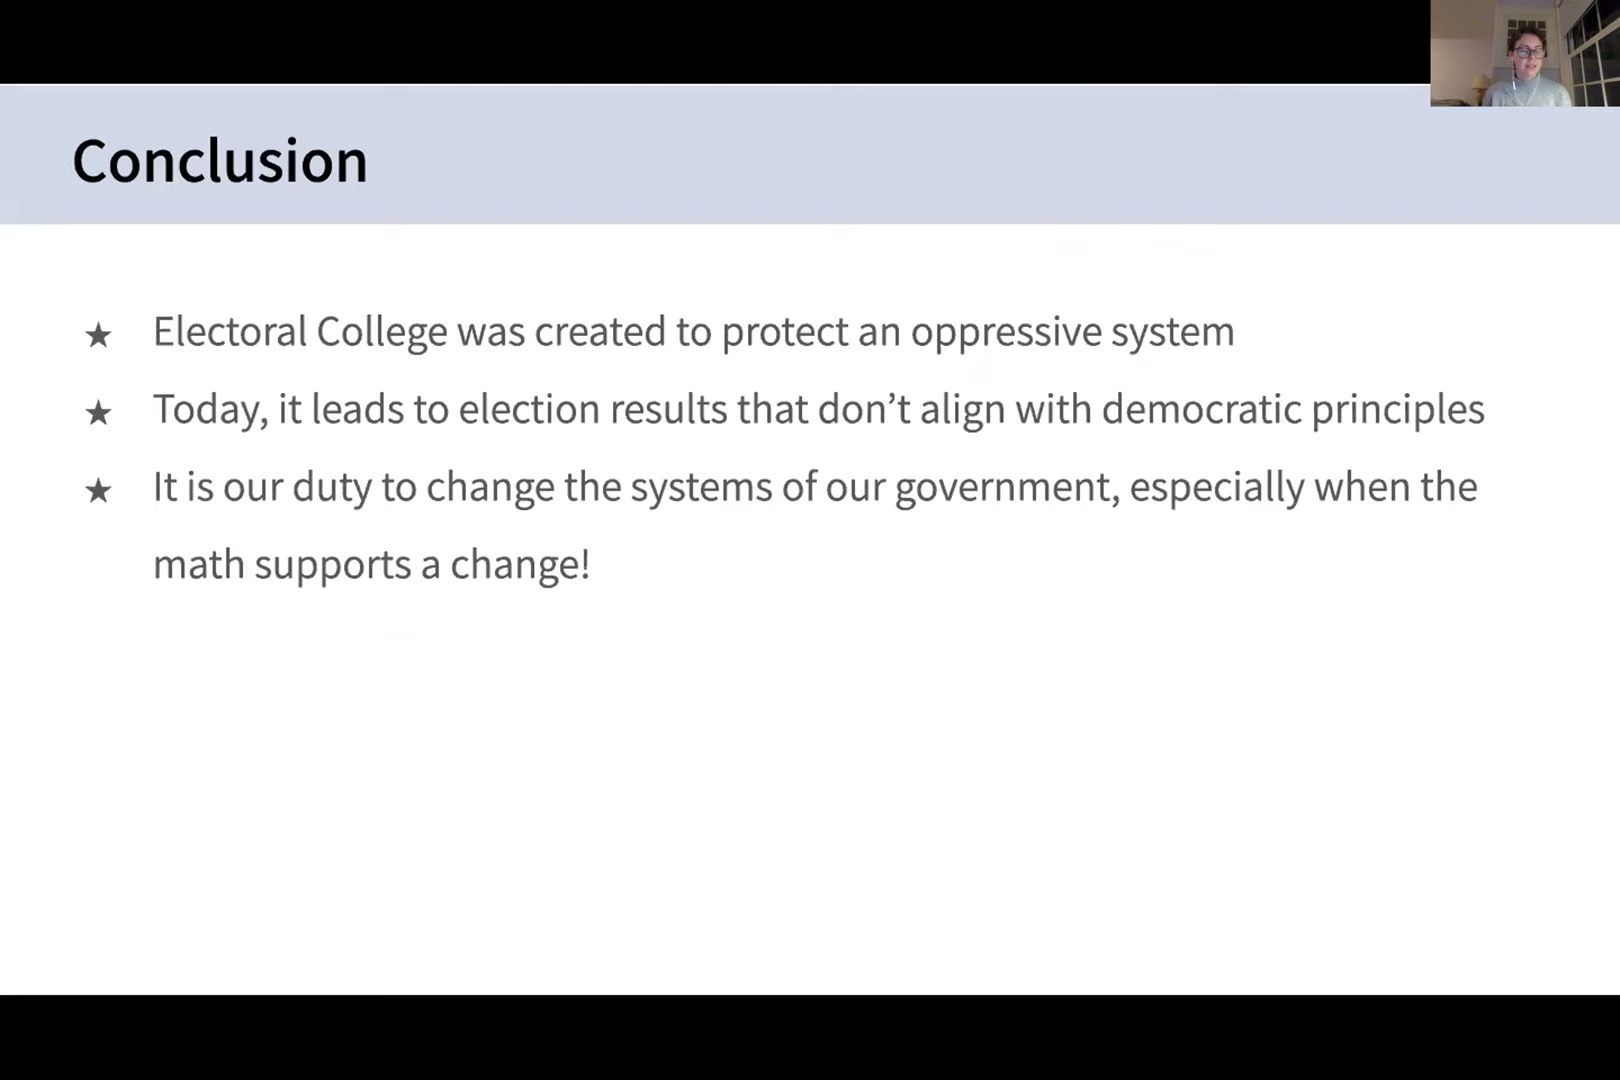 Conclusion
★ Electoral College was created to protect an oppressive system
★ Today, it leads to election results that don’t align with democratic principles
★ It is our duty to change the systems of our government, especially when the
math supports a change!